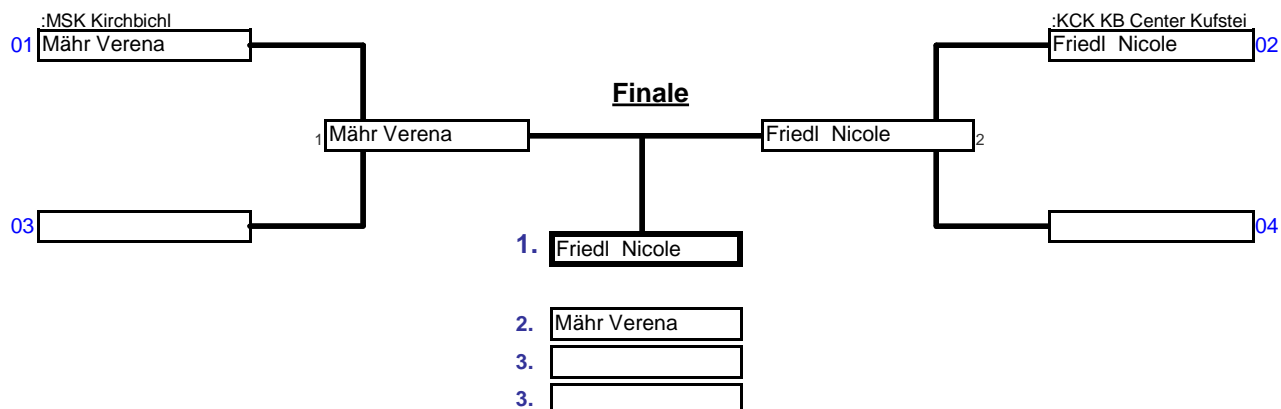 :MSK Kirchbichl
:KCK KB Center Kufstei
01 Mähr Verena
Friedl  Nicole 02
Finale
1 Mähr Verena
Friedl  Nicole 2
03
04
1. Friedl  Nicole
2. Mähr Verena
3.
3.